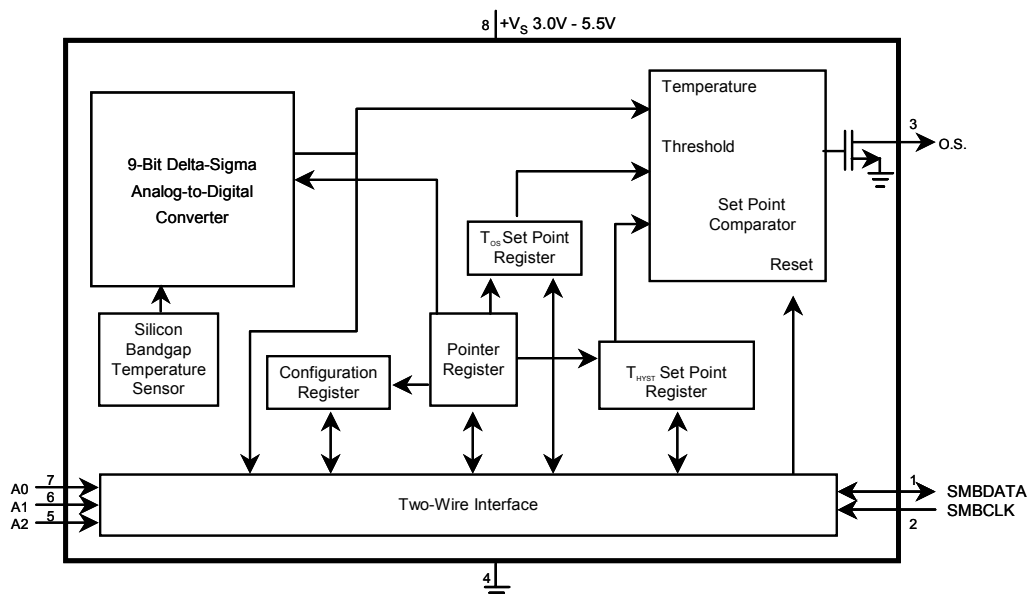 8 +VS 3.0V - 5.5V
Temperature
Threshold
Set Point
Comparator
Reset
3
O.S.
9-Bit Delta-Sigma
Analog-to-Digital
Converter
TOS Set Point
Register
Silicon
Bandgap
Temperature
Sensor
Configuration
Register
Pointer
Register
THYST Set Point
Register
A0 7
A1 6
A2 5
Two-Wire Interface
1 SMBDATA
SMBCLK
2
4